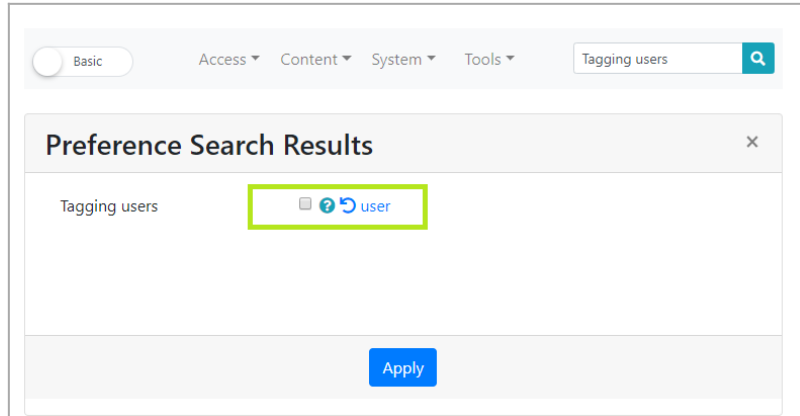 Basic Access Content System Tools Tagging users
Preference Search Results ×
Tagging users ? user
Apply